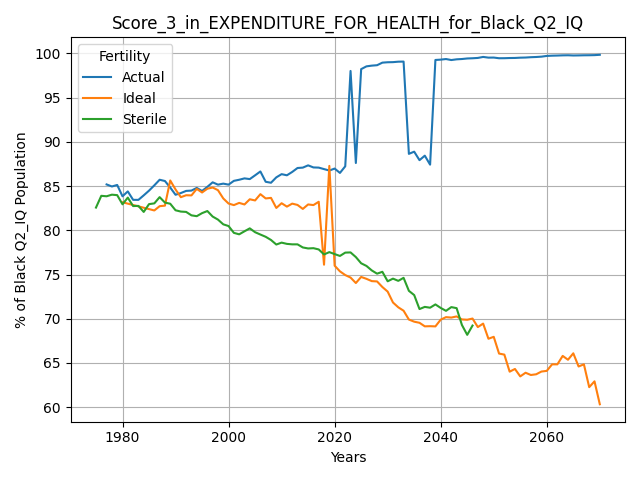 Score_3_in_EXPENDITURE_FOR_HEALTH_for_Black_Q2_IQ
Fertility
Actual
Ideal
Sterile
% of Black Q2_IQ Population
100
95
90
85
80
75
70
65
60
1980
2000
2020
2040
2060
Years